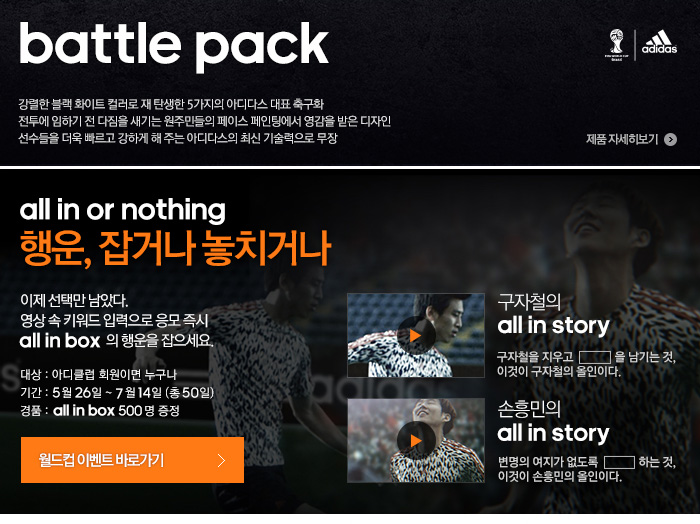 battle pack
adidas
강렬한 블랙 화이트 컬러로 재 탄생한 5가지의 아디다스 대표 축구화
전투에 임하기 전 다짐을 새기는 원주민들의 페이스 페인팅에서 영감을 받은 디자인
선수들을 더욱 빠르고 강하게 해 주는 아디다스의 최신 기술력으로 무장
제품 자세히보기
all in or nothing
행운, 잡거나 놓치거나
이제 선택만 남았다.
영상 속 키워드 입력으로 응모 즉시
all in box 의 행운을 잡으세요.
대상 : 아디클럽 회원이면 누구나
기간 : 5월 26일 ~ 7월 14일 (총 50일)
경품 : all in box 500명 증정
월드컵 이벤트 바로가기
구자철의
all in story
구자철을 지우고 을 남기는 것,
이것이 구자철의 올인이다.
손흥민의
all in story
변명의 여지가 없도록 하는 것,
이것이 손흥민의 올인이다.